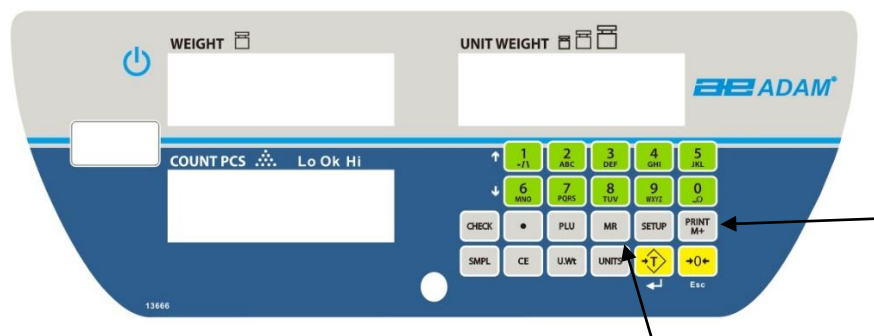 WEIGHT
UNIT WEIGHT
ae ADAM®
COUNT PCS Lo Ok Hi
↑ 1 2 3 4 5
-/\ ABC DEF GHI JKL
↓ 6 7 8 9 0
MNO PQRS TUV WXYZ
CHECK • PLU MR SETUP PRINT M+
SMPL CE U.Wt UNITS →T← →0←
Esc
13666